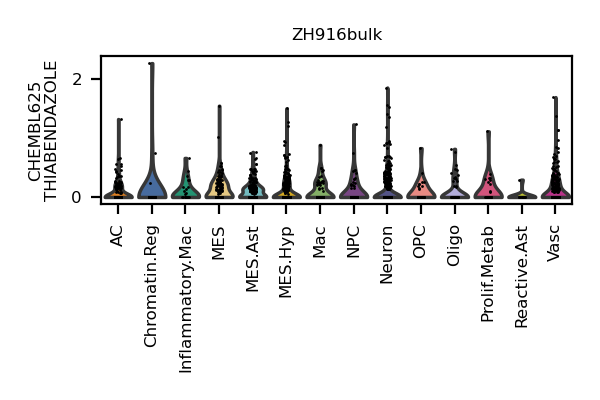 ZH916bulk
CHEMBL625
THIABENDAZOLE
2
0
AC
Chromatin.Reg
Inflammatory.Mac
MES
MES.Ast
MES.Hyp
Mac
NPC
Neuron
OPC
Oligo
Prolif.Metab
Reactive.Ast
Vasc